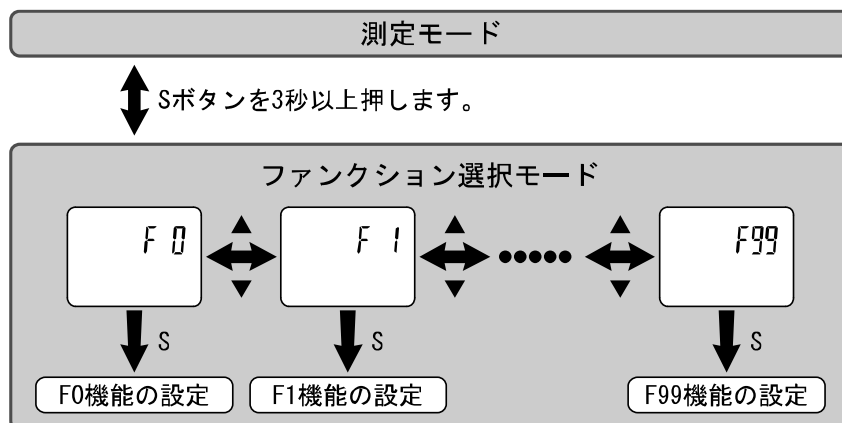 測定モード
Sボタンを3秒以上押します。
ファンクション選択モード
F 0 ▲ ▼ F 1 ▲ ▼ ●●●●● ▲ ▼ F99
S S S
F0機能の設定 F1機能の設定 F99機能の設定